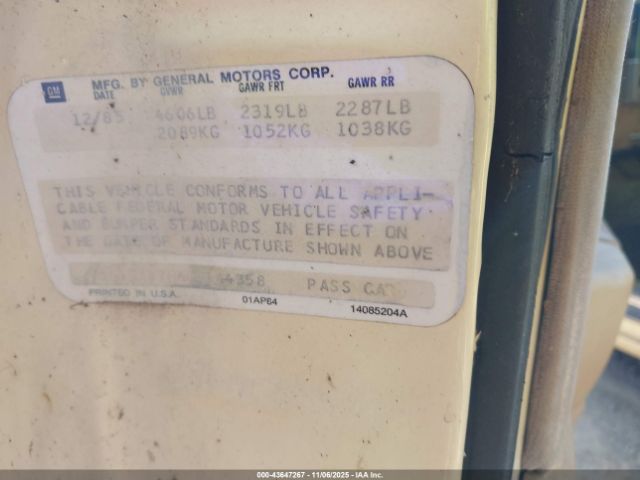 GM MFG. BY GENERAL MOTORS CORP.
DATE GVWR GAWR FRT GAWR RR
12/85 4606LB 2319LB 2287LB
2089KG 1052KG 1038KG
THIS VEHICLE CONFORMS TO ALL APPLI-
CABLE FEDERAL MOTOR VEHICLE SAFETY
AND BUMPER STANDARDS IN EFFECT ON
THE DATE OF MANUFACTURE SHOWN ABOVE
PASS CAR
PRINTED IN U.S.A. 01AP84 14085204A
000-43647267 - 11/06/2025 - IAA Inc.